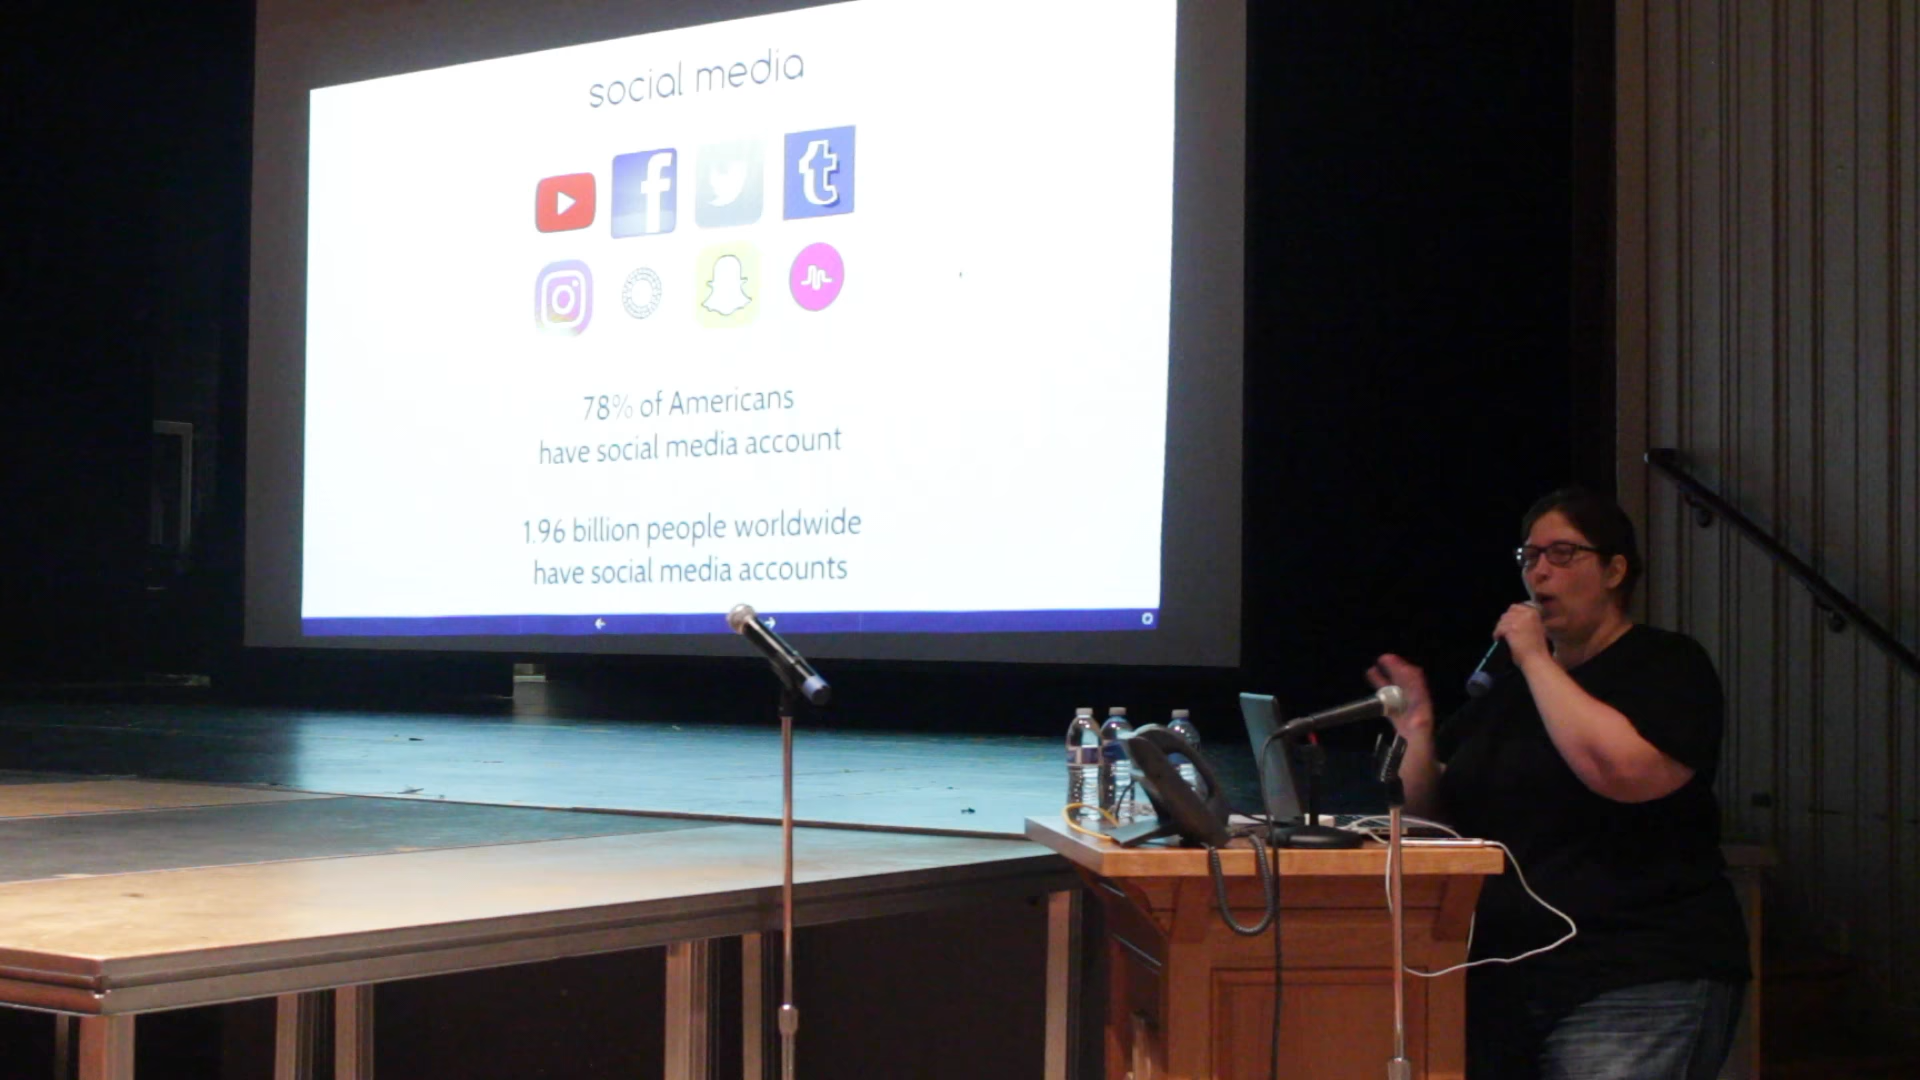 social media
78% of Americans
have social media account
1.96 billion people worldwide
have social media accounts